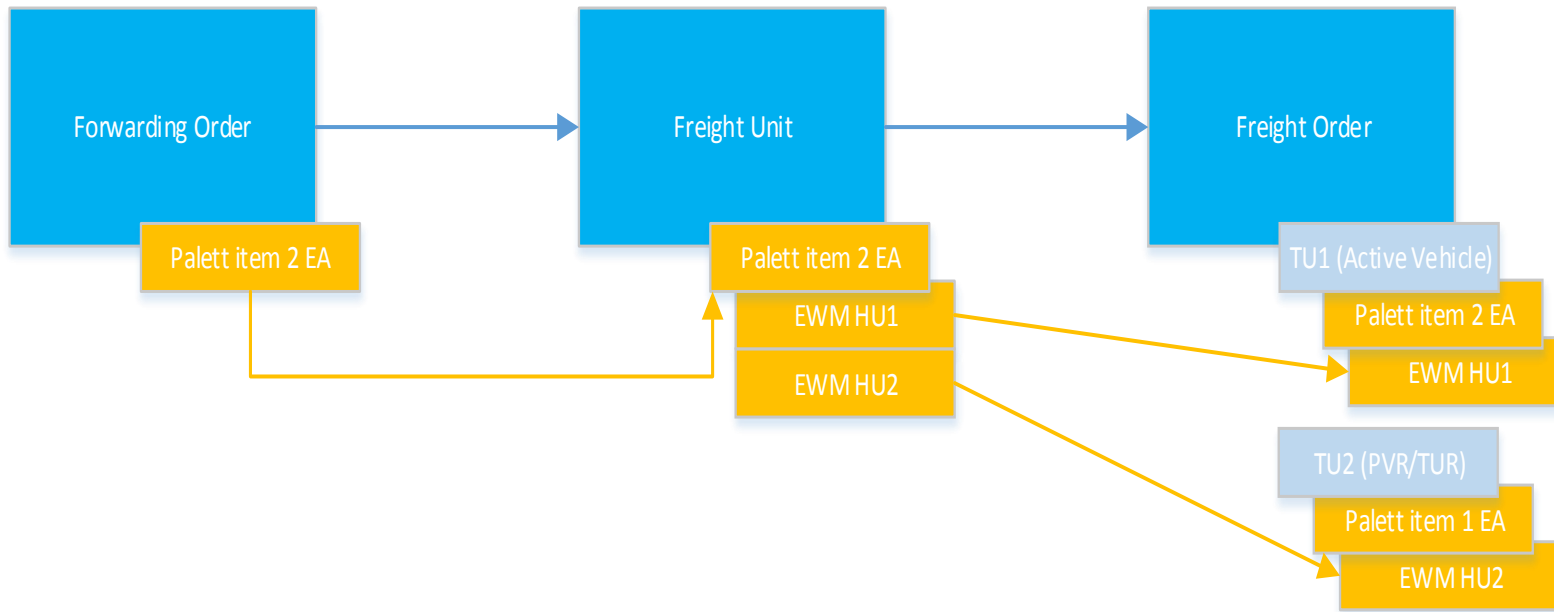 Forwarding Order
Freight Unit
Freight Order
Palett item 2 EA
Palett item 2 EA
EWM HU1
EWM HU2
TU1 (Active Vehicle)
Palett item 2 EA
EWM HU1
TU2 (PVR/TUR)
Palett item 1 EA
EWM HU2